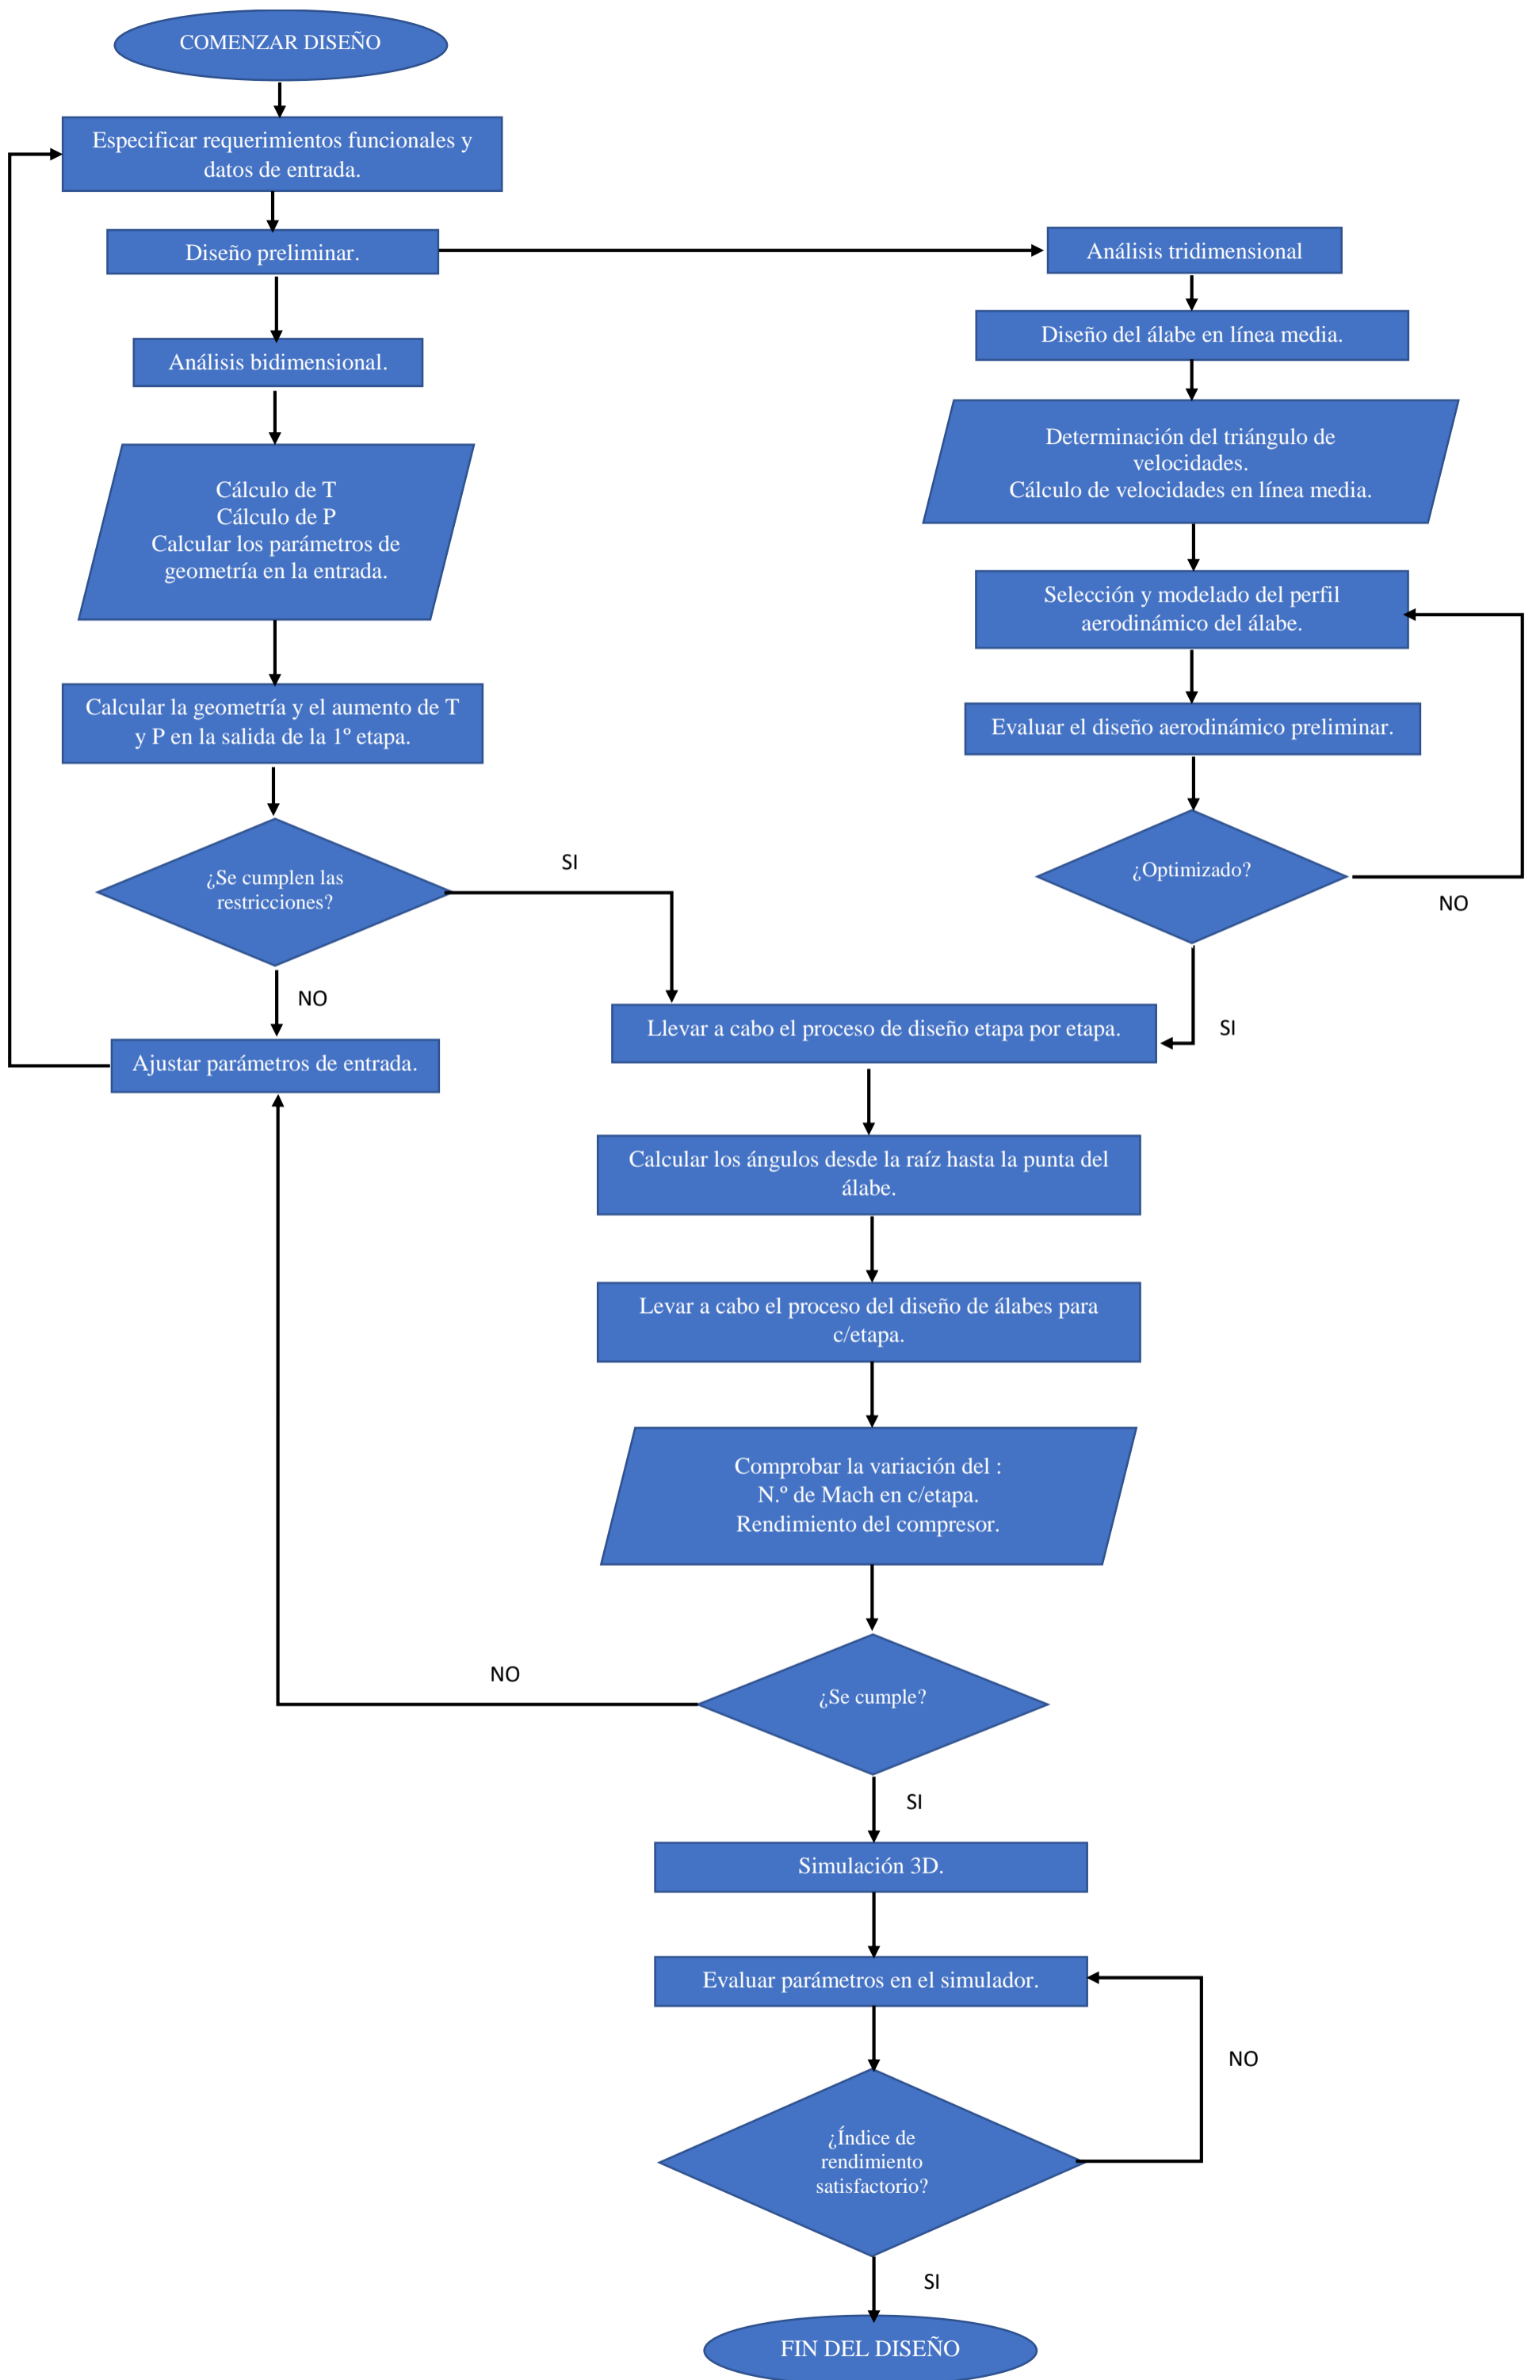 COMENZAR DISEÑO
Especificar requerimientos funcionales y
datos de entrada.
Diseño preliminar.
Análisis bidimensional.
Cálculo de T
Cálculo de P
Calcular los parámetros de
geometría en la entrada.
Calcular la geometría y el aumento de T
y P en la salida de la 1º etapa.
¿Se cumplen las
restricciones?
SI
NO
Ajustar parámetros de entrada.
Análisis tridimensional
Diseño del álabe en línea media.
Determinación del triángulo de
velocidades.
Cálculo de velocidades en línea media.
Selección y modelado del perfil
aerodinámico del álabe.
Evaluar el diseño aerodinámico preliminar.
¿Optimizado?
NO
SI
Llevar a cabo el proceso de diseño etapa por etapa.
Calcular los ángulos desde la raíz hasta la punta del
álabe.
Levar a cabo el proceso del diseño de álabes para
c/etapa.
Comprobar la variación del :
N.º de Mach en c/etapa.
Rendimiento del compresor.
¿Se cumple?
NO
SI
Simulación 3D.
Evaluar parámetros en el simulador.
¿Índice de
rendimiento
satisfactorio?
NO
SI
FIN DEL DISEÑO